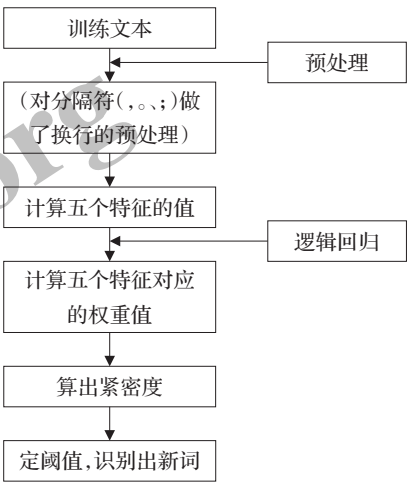 训练文本
预处理
(对分隔符(,。、;)做
了换行的预处理)
计算五个特征的值
逻辑回归
计算五个特征对应
的权重值
算出紧密度
定阈值,识别出新词
org